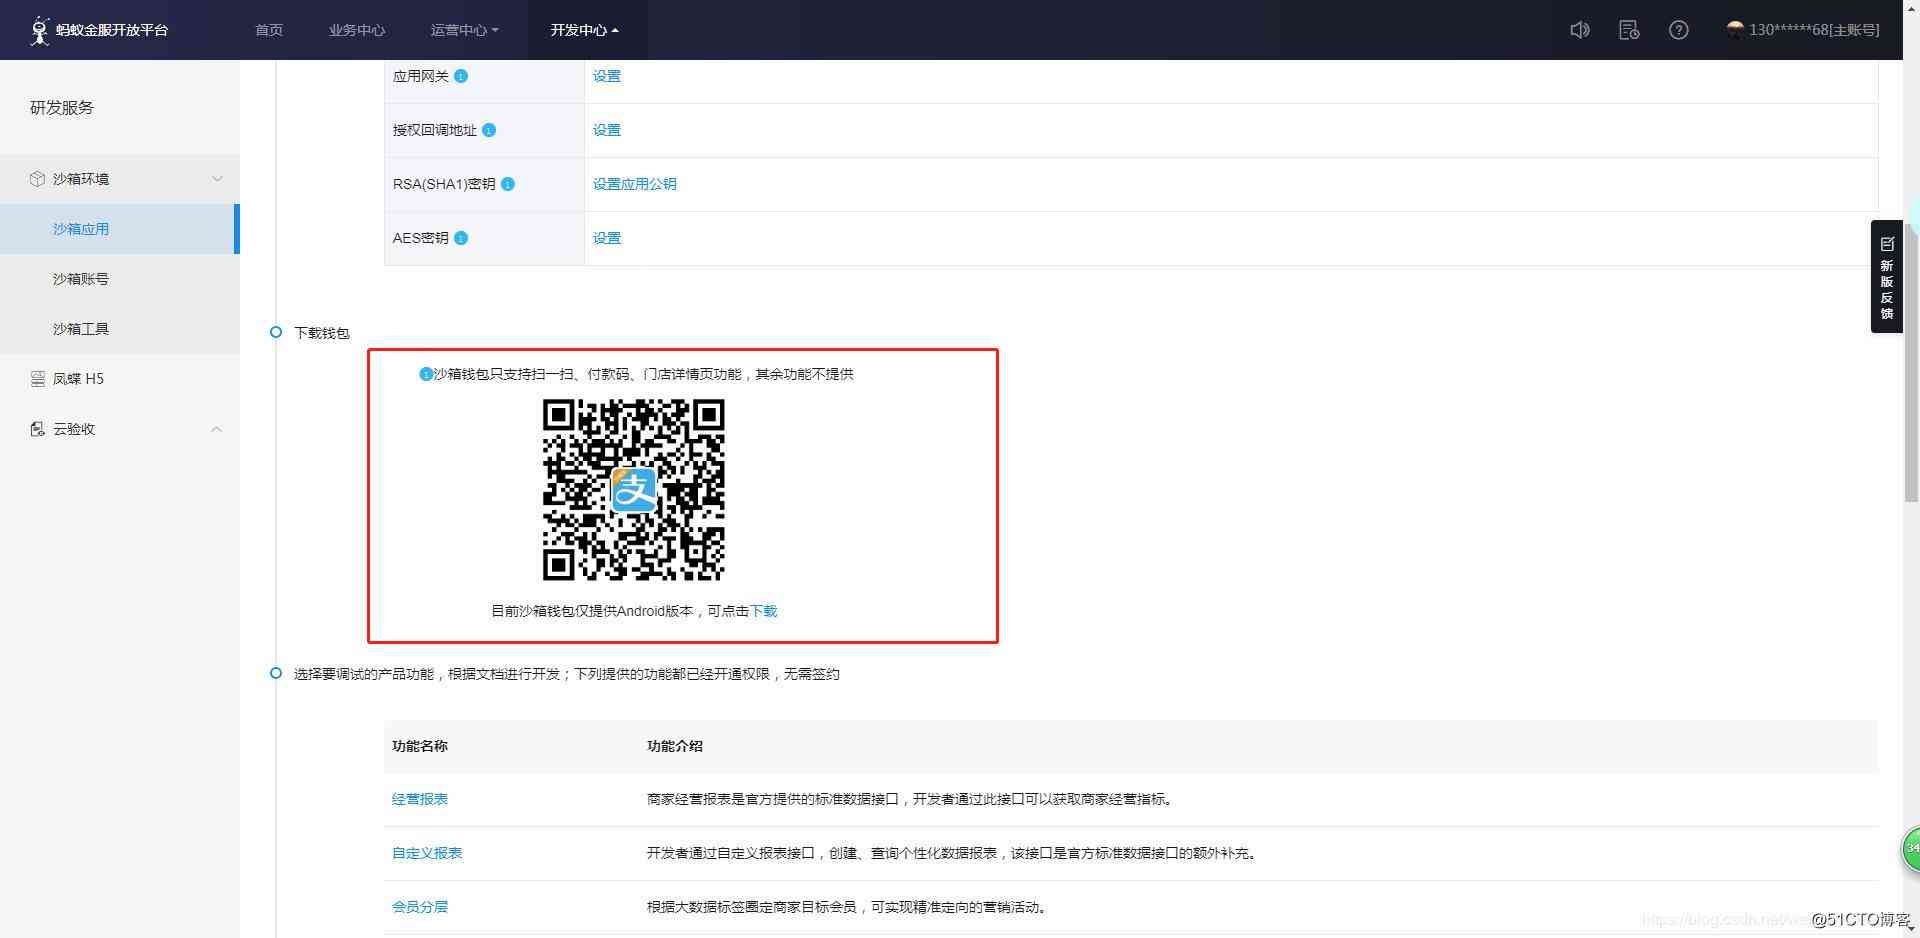 蚂蚁金服开放平台 首页 业务中心 运营中心 开发中心 130******68[主账号]
研发服务
沙箱环境
沙箱应用
沙箱账号
沙箱工具
凤蝶 H5
云验收
应用网关 设置
授权回调地址 设置
RSA(SHA1)密钥 设置应用公钥
AES密钥 设置
下载钱包
沙箱钱包只支持扫一扫、付款码、门店详情页功能，其余功能不提供
支
目前沙箱钱包仅提供Android版本，可点击下载
选择要调试的产品功能，根据文档进行开发；下列提供的功能都已经开通权限，无需签约
功能名称 功能介绍
经营报表 商家经营报表是官方提供的标准数据接口，开发者通过此接口可以获取商家经营指标。
自定义报表 开发者通过自定义报表接口，创建、查询个性化数据报表，该接口是官方标准数据接口的额外补充。
会员分层 根据大数据标签圈定商家目标会员，可实现精准定向的营销活动。
新版反馈
34
https://blog.csdn.net/we
@51CTO博客